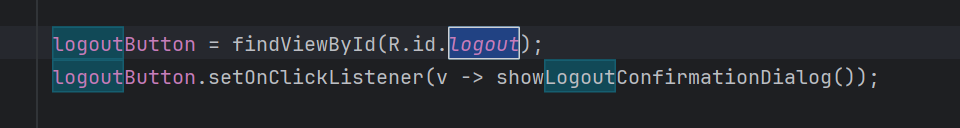 logoutButton = findViewById(R.id.logout);
logoutButton.setOnClickListener(v -> showLogoutConfirmationDialog());